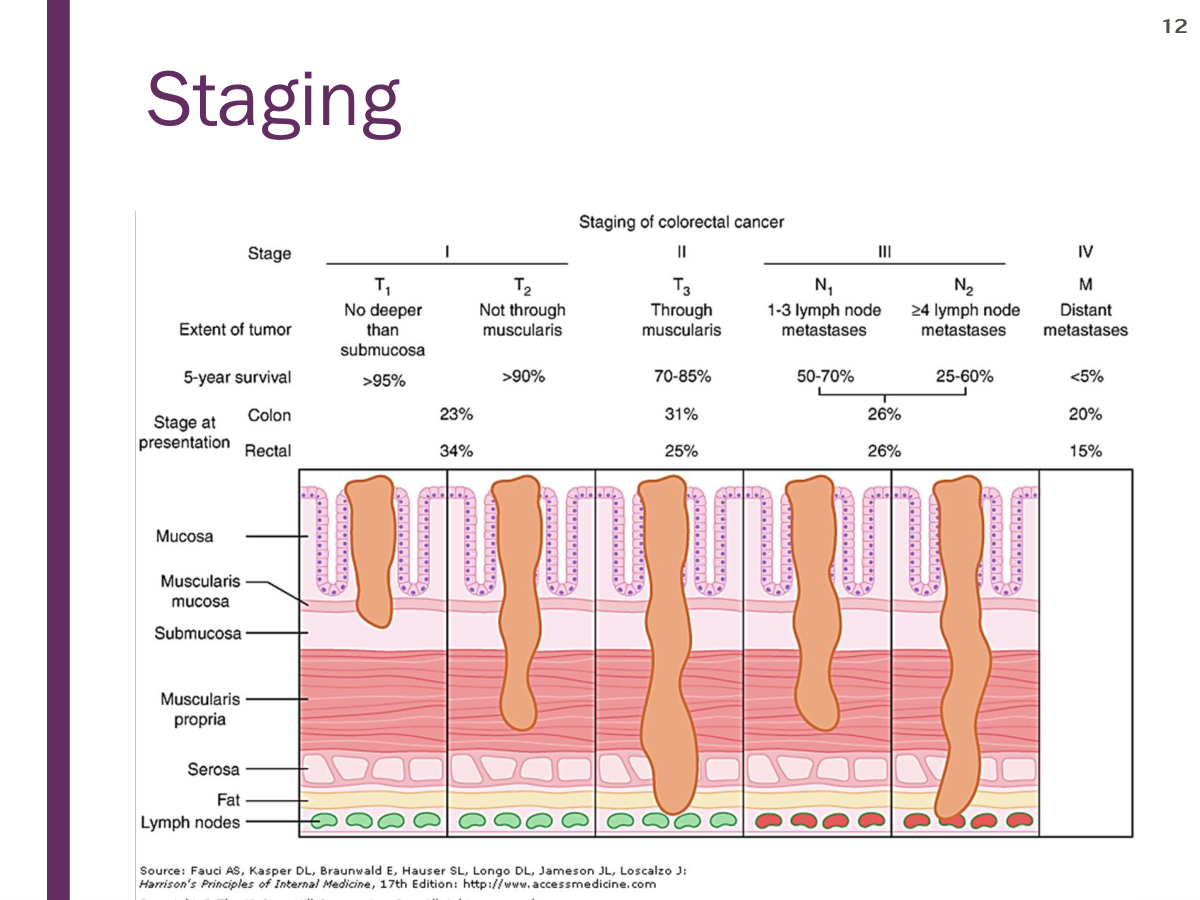 12
Staging
Staging of colorectal cancer
Stage I II III IV
T1 T2 T3 N1 N2 M
Extent of tumor
No deeper
than
submucosa
Not through
muscularis
Through
muscularis
1-3 lymph node
metastases
≥4 lymph node
metastases
Distant
metastases
5-year survival >95% >90% 70-85% 50-70% 25-60% <5%
Stage at
presentation
Colon 23% 31% 26% 20%
Rectal 34% 25% 26% 15%
Mucosa
Muscularis
mucosa
Submucosa
Muscularis
propria
Serosa
Fat
Lymph nodes
Source: Fauci AS, Kasper DL, Braunwald E, Hauser SL, Longo DL, Jameson JL, Loscalzo J:
Harrison's Principles of Internal Medicine, 17th Edition: http://www.accessmedicine.com